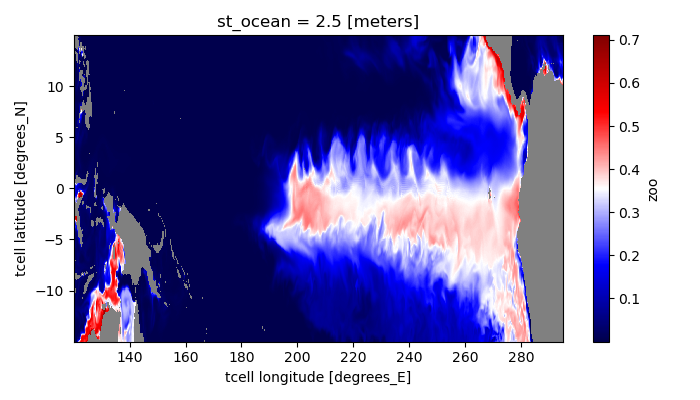 st_ocean = 2.5 [meters]
tcell latitude [degrees_N]
10
5
0
−5
−10
140 160 180 200 220 240 260 280
tcell longitude [degrees_E]
0.7
0.6
0.5
0.4
0.3
0.2
0.1
zoo